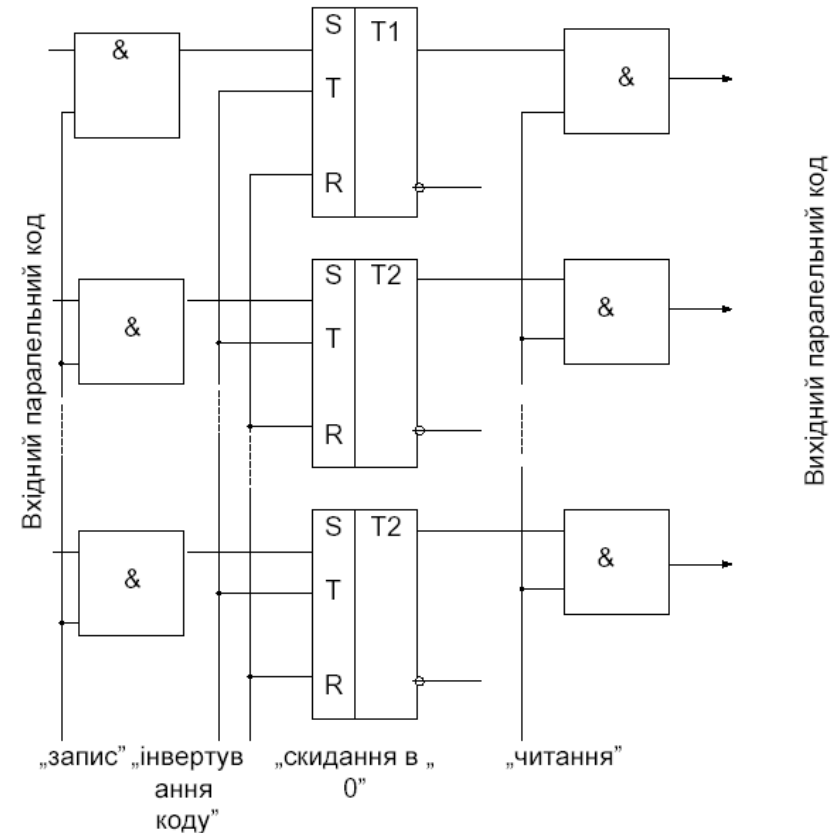 &
S T1
T
R
&
&
S T2
T
R
&
&
S T2
T
R
&
Вхідний паралельний код
Вихідний паралельний код
„запис” „інвертув
ання
коду”
„скидання в „
0”
„читання”